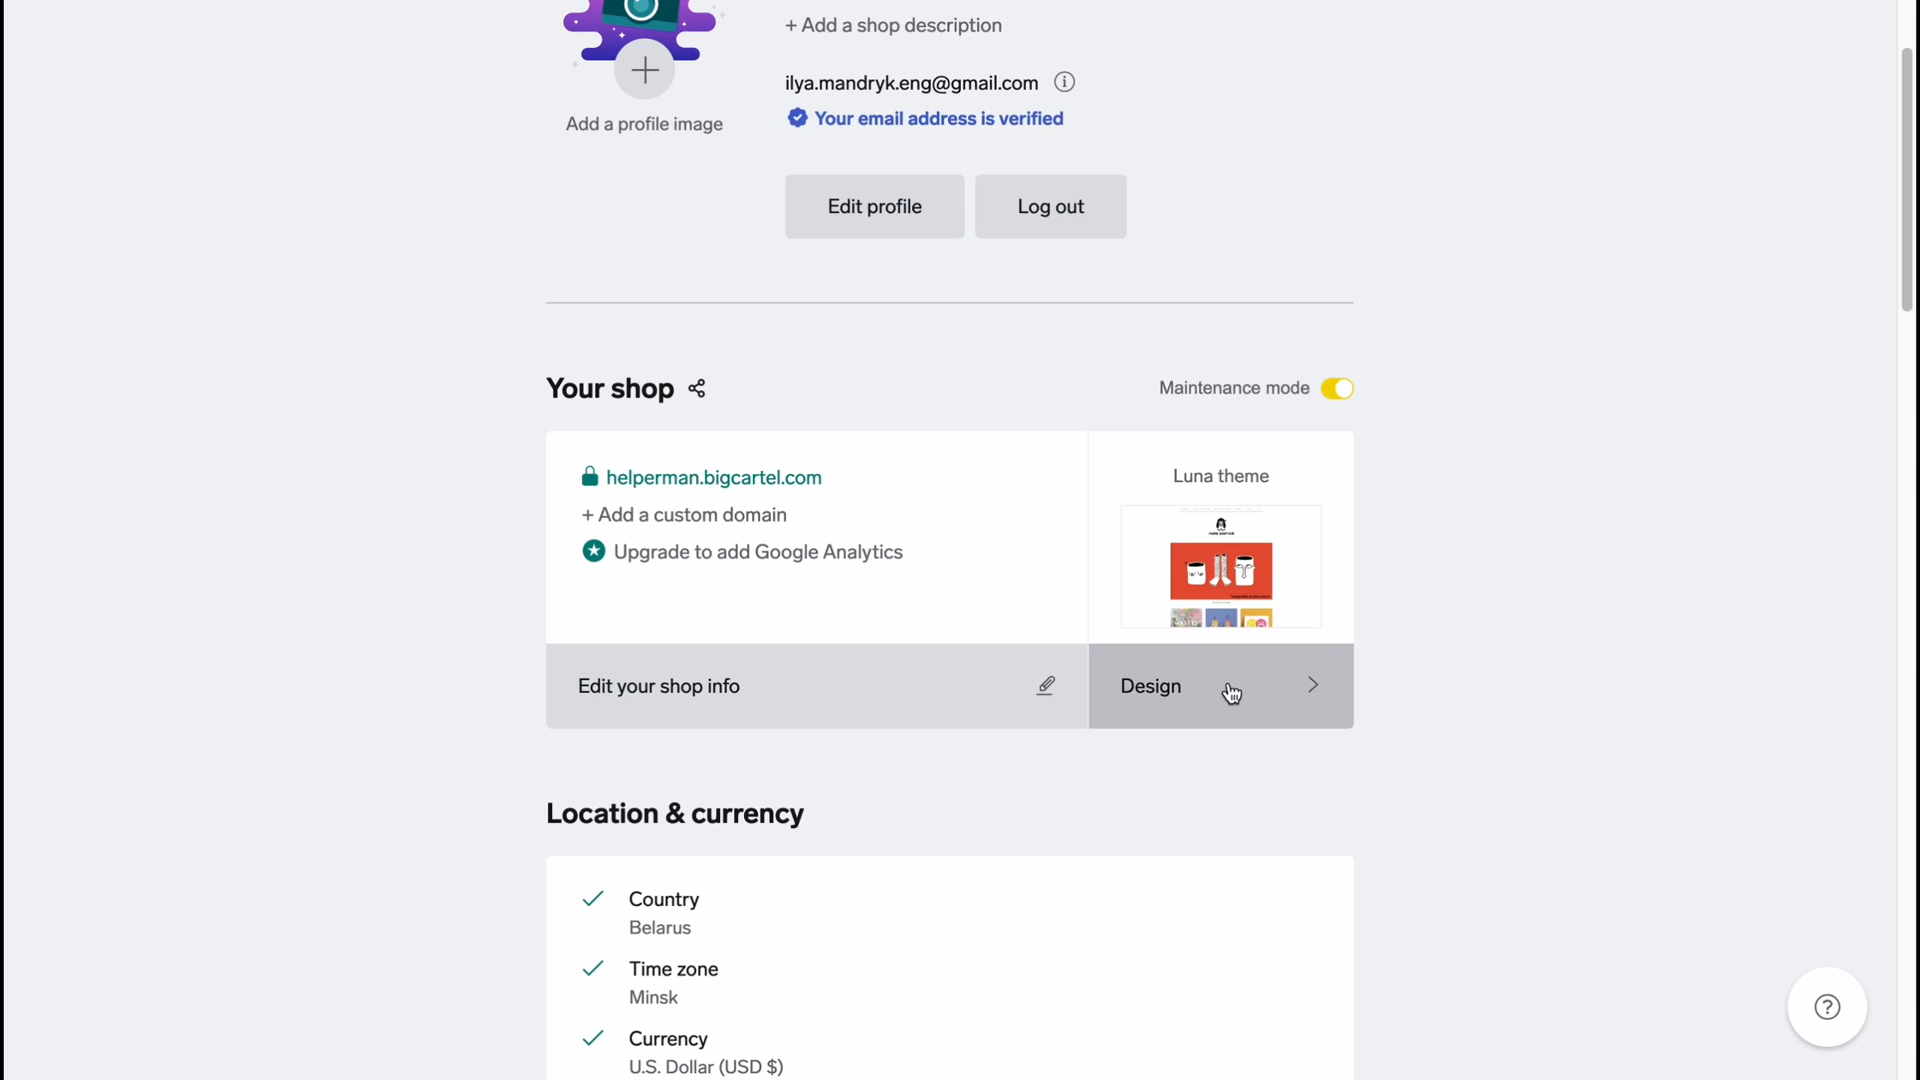 + Add a shop description
ilya.mandryk.eng@gmail.com
Add a profile image
Your email address is verified
Edit profile
Log out
Your shop
Maintenance mode
helperman.bigcartel.com
Luna theme
+ Add a custom domain
Upgrade to add Google Analytics
Edit your shop info
Design
Location & currency
Country
Belarus
Time zone
Minsk
Currency
U.S. Dollar (USD $)